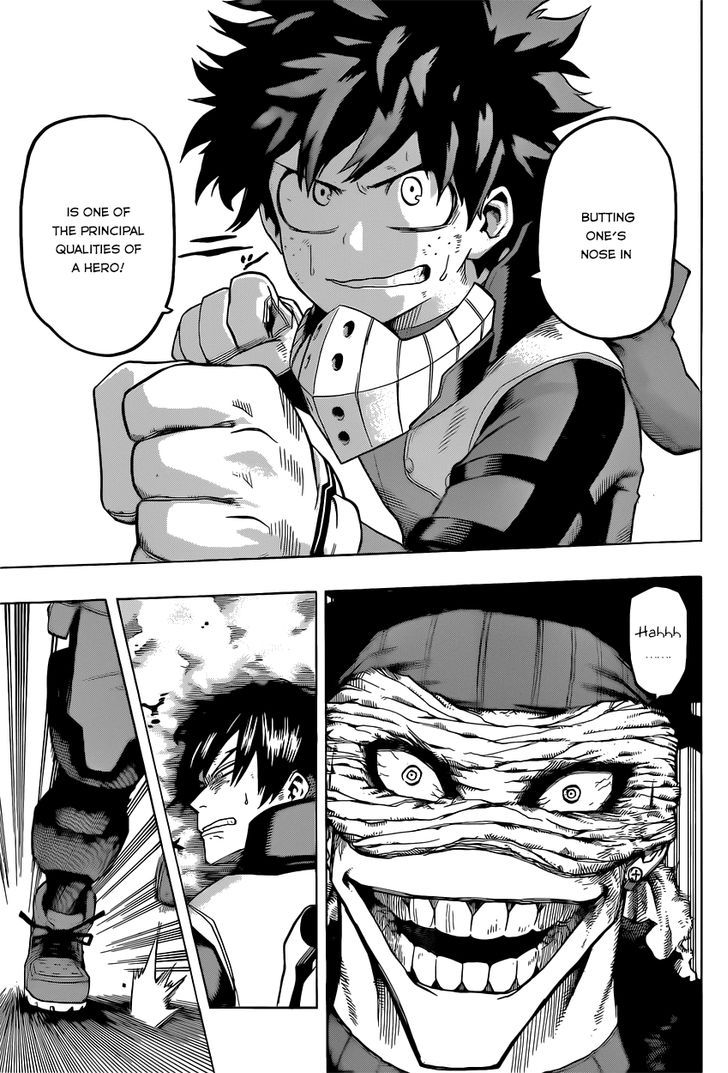 BUTTING
ONE'S
NOSE IN
IS ONE OF
THE PRINCIPAL
QUALITIES OF
A HERO!
Hahhh
......